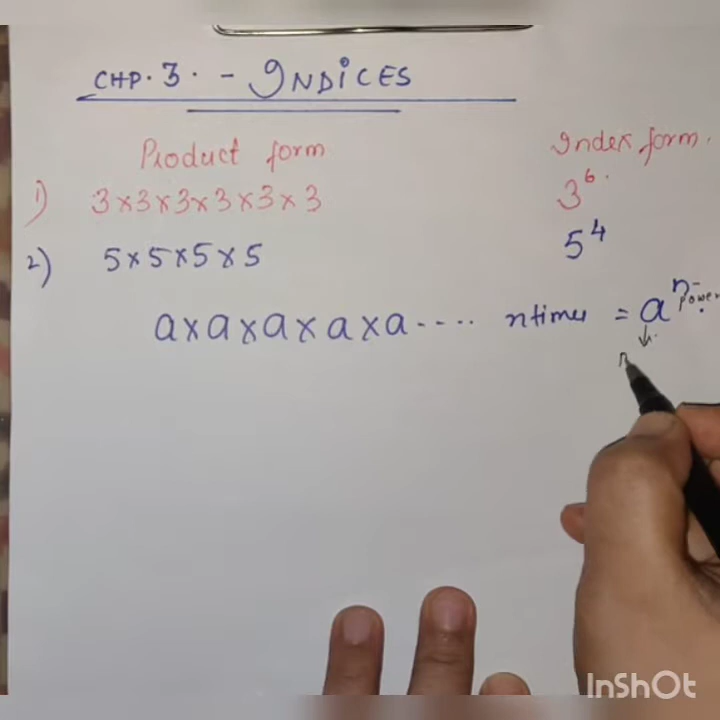 CHP. 3. - INDICES
Product form Index form.
1) 3×3×3×3×3×3 3⁶.
2) 5×5×5×5 5⁴
a×a×a×a×a.... n times = aⁿ power
InShOt